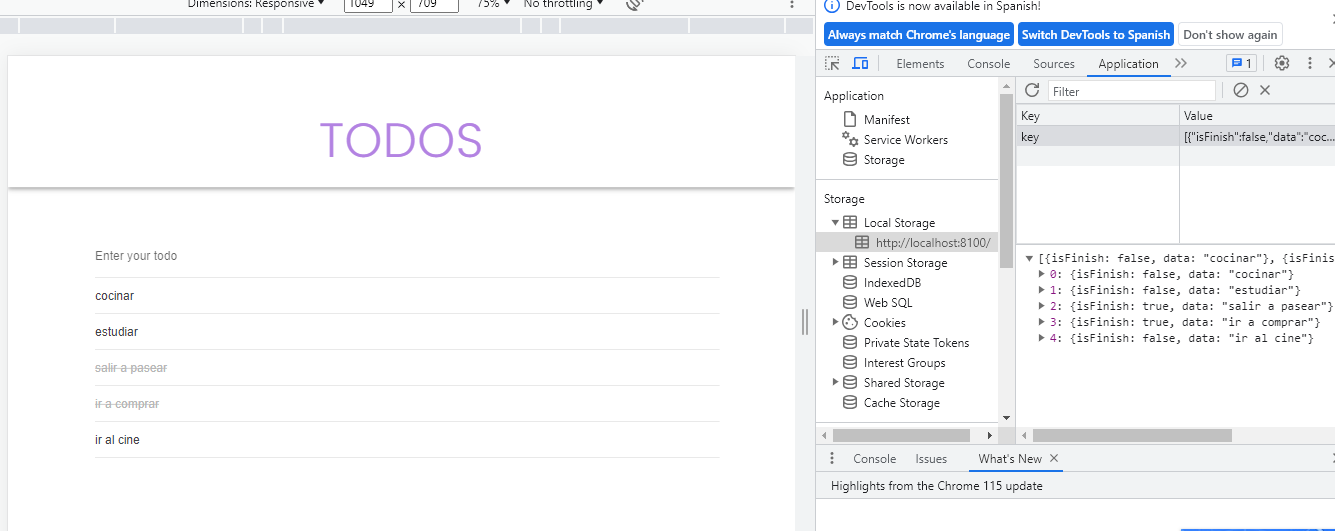 Dimensions: Responsive ▼ 1049 × 709 75% ▼ No throttling ▼
TODOS
Enter your todo
cocinar
estudiar
salir a pasear
ir a comprar
ir al cine
DevTools is now available in Spanish!
Always match Chrome's language Switch DevTools to Spanish Don't show again
Elements Console Sources Application 1
Application
Manifest
Service Workers
Storage
Storage
Local Storage
http://localhost:8100/
Session Storage
IndexedDB
Web SQL
Cookies
Private State Tokens
Interest Groups
Shared Storage
Cache Storage
Filter
Key Value
key [{"isFinish":false,"data":"coc...
[{isFinish: false, data: "cocinar"}, {isFinis
0: {isFinish: false, data: "cocinar"}
1: {isFinish: false, data: "estudiar"}
2: {isFinish: true, data: "salir a pasear"}
3: {isFinish: true, data: "ir a comprar"}
4: {isFinish: false, data: "ir al cine"}
Console Issues What's New
Highlights from the Chrome 115 update